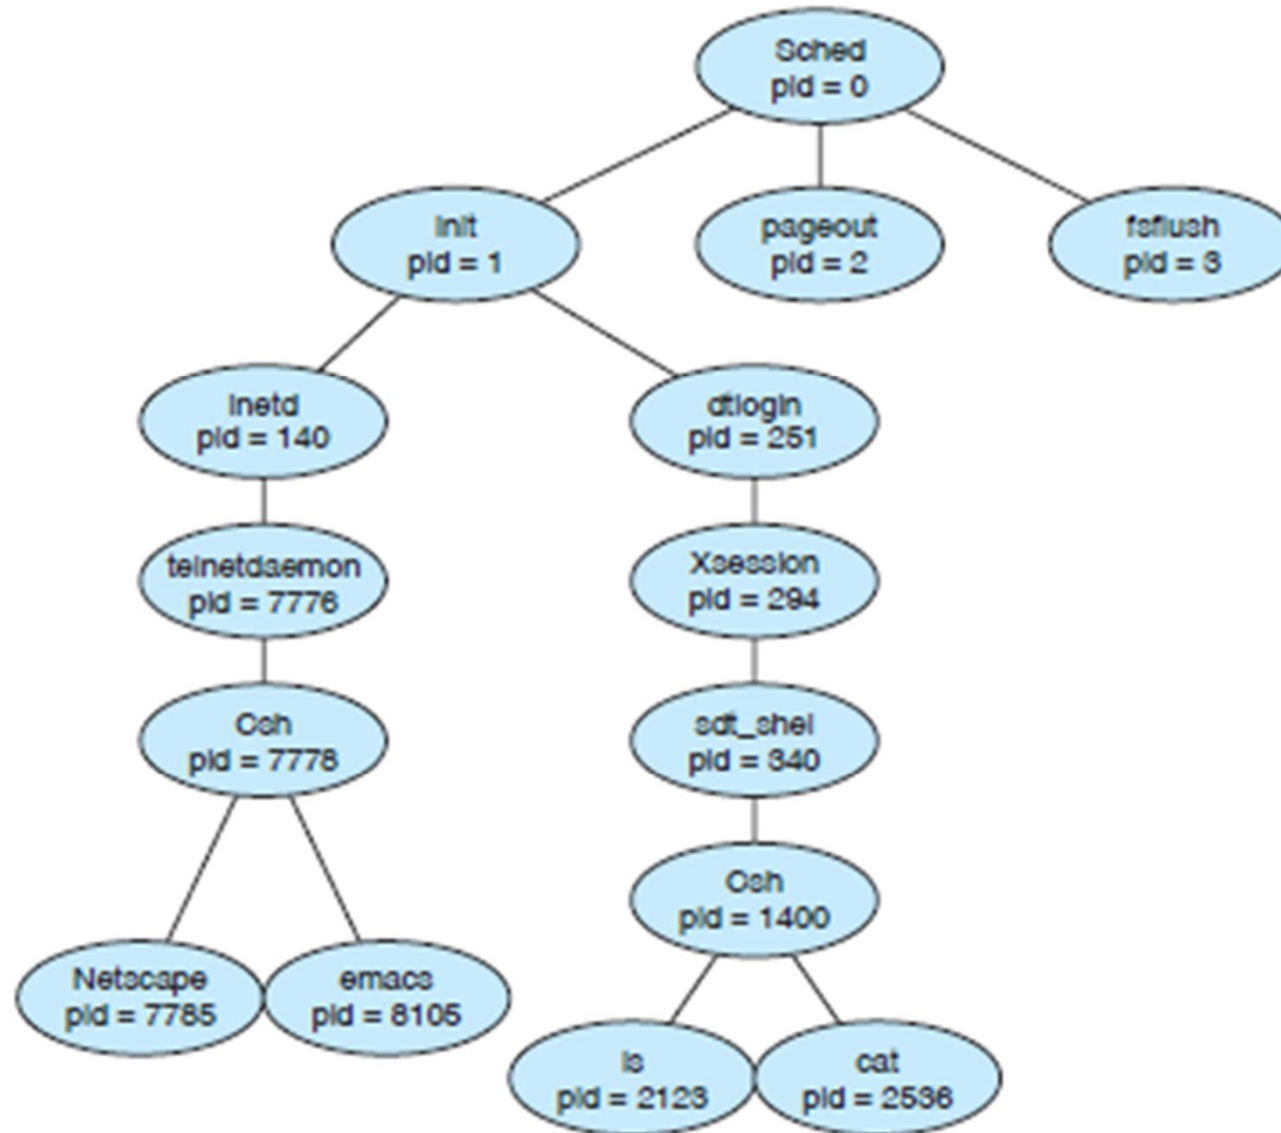 Sched
pid = 0
init
pid = 1
pageout
pid = 2
fsflush
pid = 3
inetd
pid = 140
dtlogin
pid = 251
telnetdaemon
pid = 7776
Xsession
pid = 294
Csh
pid = 7778
sdt_shel
pid = 340
Csh
pid = 1400
Netscape
pid = 7785
emacs
pid = 8105
ls
pid = 2123
cat
pid = 2536